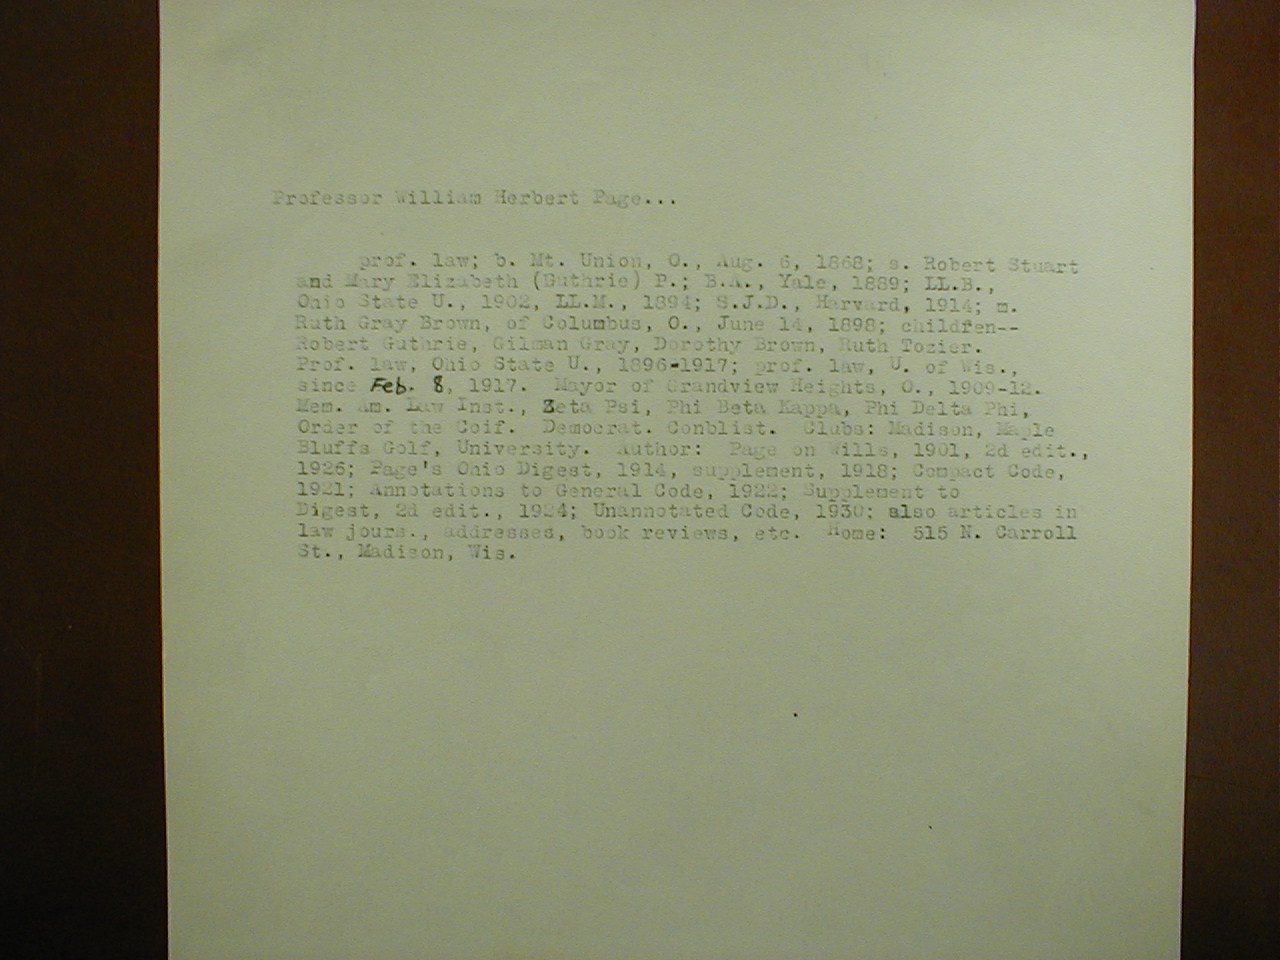 Professor William Herbert Page...
prof. law; b. Mt. Union, O., Aug. 6, 1868; s. Robert Stuart
and Mary Elizabeth (Guthrie) P.; B.A., Yale, 1889; LL.B.,
Ohio State U., 1902, LL.M., 1894; S.J.D., Harvard, 1914; m.
Ruth Gray Brown, of Columbus, O., June 14, 1898; children--
Robert Guthrie, Gilman Gray, Dorothy Brown, Ruth Tozier.
Prof. law, Ohio State U., 1896-1917; prof. law, U. of Wis.,
since Feb. 8, 1917. Mayor of Grandview Heights, O., 1909-12.
Mem. Am. Law Inst., Zeta Psi, Phi Beta Kappa, Phi Delta Phi,
Order of the Coif. Democrat. Conblist. Clubs: Madison, Maple
Bluffs Golf, University. Author: Page on Wills, 1901, 2d edit.,
1926; Page's Ohio Digest, 1914, supplement, 1918; Compact Code,
1921; Annotations to General Code, 1922; Supplement to
Digest, 2d edit., 1924; Unannotated Code, 1930; also articles in
law jours., addresses, book reviews, etc. Home: 515 N. Carroll
St., Madison, Wis.